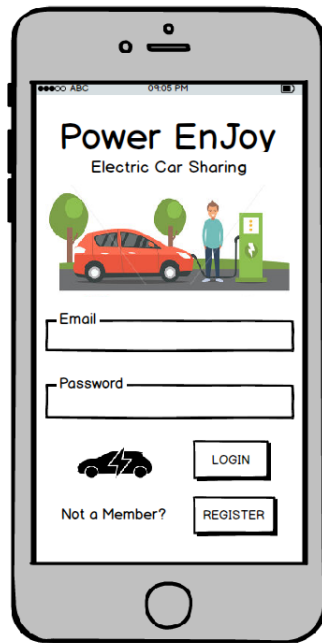 ABC 09:05 PM
Power EnJoy
Electric Car Sharing
Email
Password
LOGIN
Not a Member? REGISTER